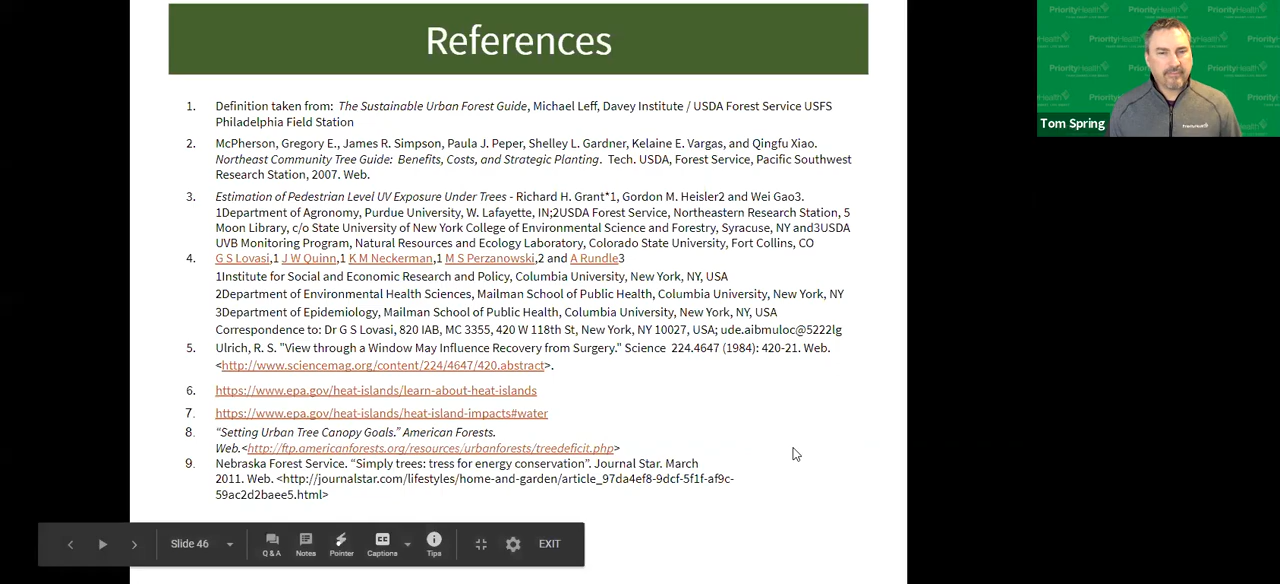 References
1. Definition taken from: The Sustainable Urban Forest Guide, Michael Leff, Davey Institute / USDA Forest Service USFS
Philadelphia Field Station
2. McPherson, Gregory E., James R. Simpson, Paula J. Peper, Shelley L. Gardner, Kelaine E. Vargas, and Qingfu Xiao.
Northeast Community Tree Guide: Benefits, Costs, and Strategic Planting. Tech. USDA, Forest Service, Pacific Southwest
Research Station, 2007. Web.
3. Estimation of Pedestrian Level UV Exposure Under Trees - Richard H. Grant*1, Gordon M. Heisler2 and Wei Gao3.
1Department of Agronomy, Purdue University, W. Lafayette, IN;2USDA Forest Service, Northeastern Research Station, 5
Moon Library, c/o State University of New York College of Environmental Science and Forestry, Syracuse, NY and3USDA
UVB Monitoring Program, Natural Resources and Ecology Laboratory, Colorado State University, Fort Collins, CO
4. G S Lovasi,1 J W Quinn,1 K M Neckerman,1 M S Perzanowski,2 and A Rundle3
1Institute for Social and Economic Research and Policy, Columbia University, New York, NY, USA
2Department of Environmental Health Sciences, Mailman School of Public Health, Columbia University, New York, NY
3Department of Epidemiology, Mailman School of Public Health, Columbia University, New York, NY, USA
Correspondence to: Dr G S Lovasi, 820 IAB, MC 3355, 420 W 118th St, New York, NY 10027, USA; ude.aibmuloc@5222lg
5. Ulrich, R. S. "View through a Window May Influence Recovery from Surgery." Science 224.4647 (1984): 420-21. Web.
<http://www.sciencemag.org/content/224/4647/420.abstract>.
6. https://www.epa.gov/heat-islands/learn-about-heat-islands
7. https://www.epa.gov/heat-islands/heat-island-impacts#water
8. “Setting Urban Tree Canopy Goals.” American Forests.
Web.<http://ftp.americanforests.org/resources/urbanforests/treedeficit.php>
9. Nebraska Forest Service. “Simply trees: tress for energy conservation”. Journal Star. March
2011. Web. <http://journalstar.com/lifestyles/home-and-garden/article_97da4ef8-9dcf-5f1f-af9c-
59ac2d2baee5.html>
Slide 46
Q & A
Notes
Pointer
Captions
Tips
EXIT
PriorityHealth
PriorityHealth
Tom Spring